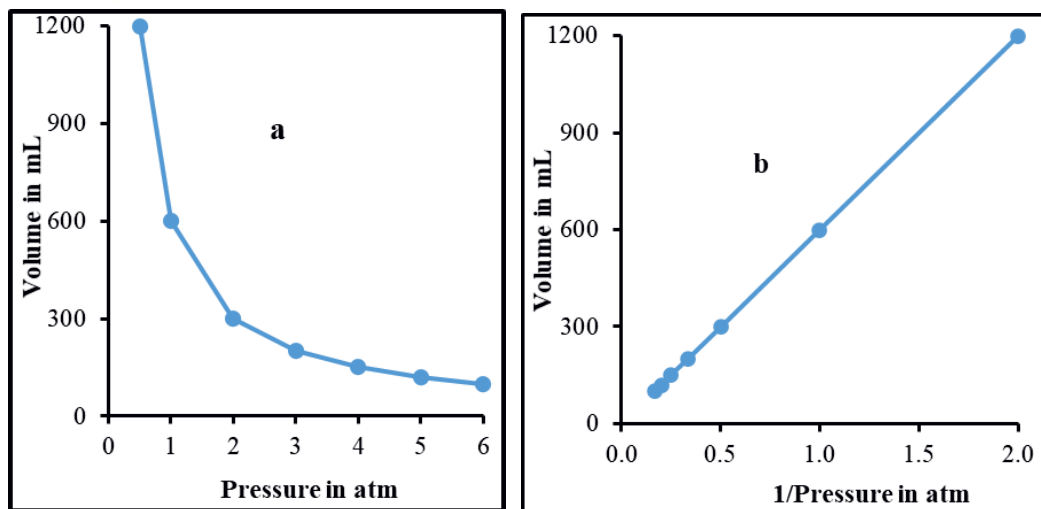 1200
900
600
300
0
Volume in mL
a
0 1 2 3 4 5 6
Pressure in atm
1200
900
600
300
0
Volume in mL
b
0.0 0.5 1.0 1.5 2.0
1/Pressure in atm